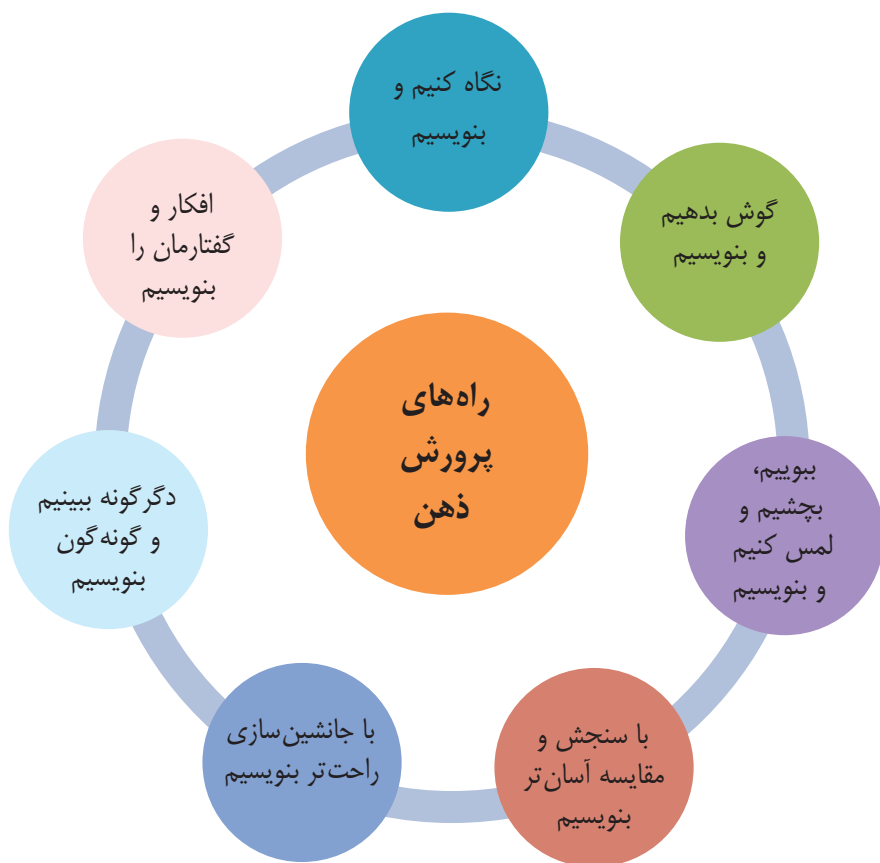 راه‌های
پرورش
ذهن
نگاه کنیم و
بنویسیم
گوش بدهیم
و بنویسیم
ببوییم،
بچشیم و
لمس کنیم
و بنویسیم
با سنجش و
مقایسه آسان‌تر
بنویسیم
با جانشین‌سازی
راحت‌تر بنویسیم
دگرگونه ببینیم
و گونه‌گون
بنویسیم
افکار و
گفتارمان را
بنویسیم